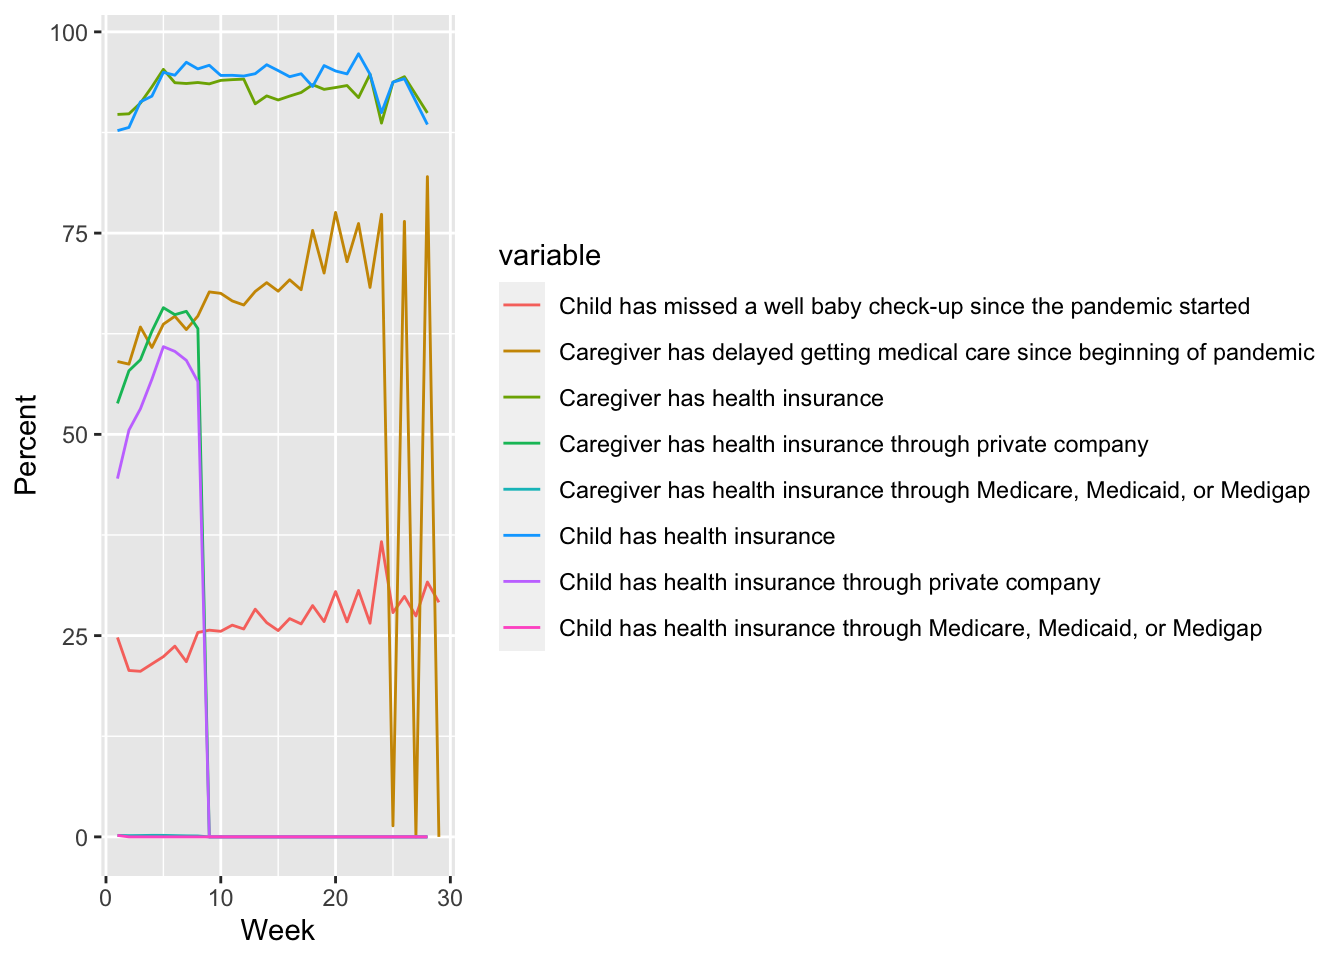 100
75
50
25
0
Percent
0 10 20 30
Week
variable
Child has missed a well baby check-up since the pandemic started
Caregiver has delayed getting medical care since beginning of pandemic
Caregiver has health insurance
Caregiver has health insurance through private company
Caregiver has health insurance through Medicare, Medicaid, or Medigap
Child has health insurance
Child has health insurance through private company
Child has health insurance through Medicare, Medicaid, or Medigap